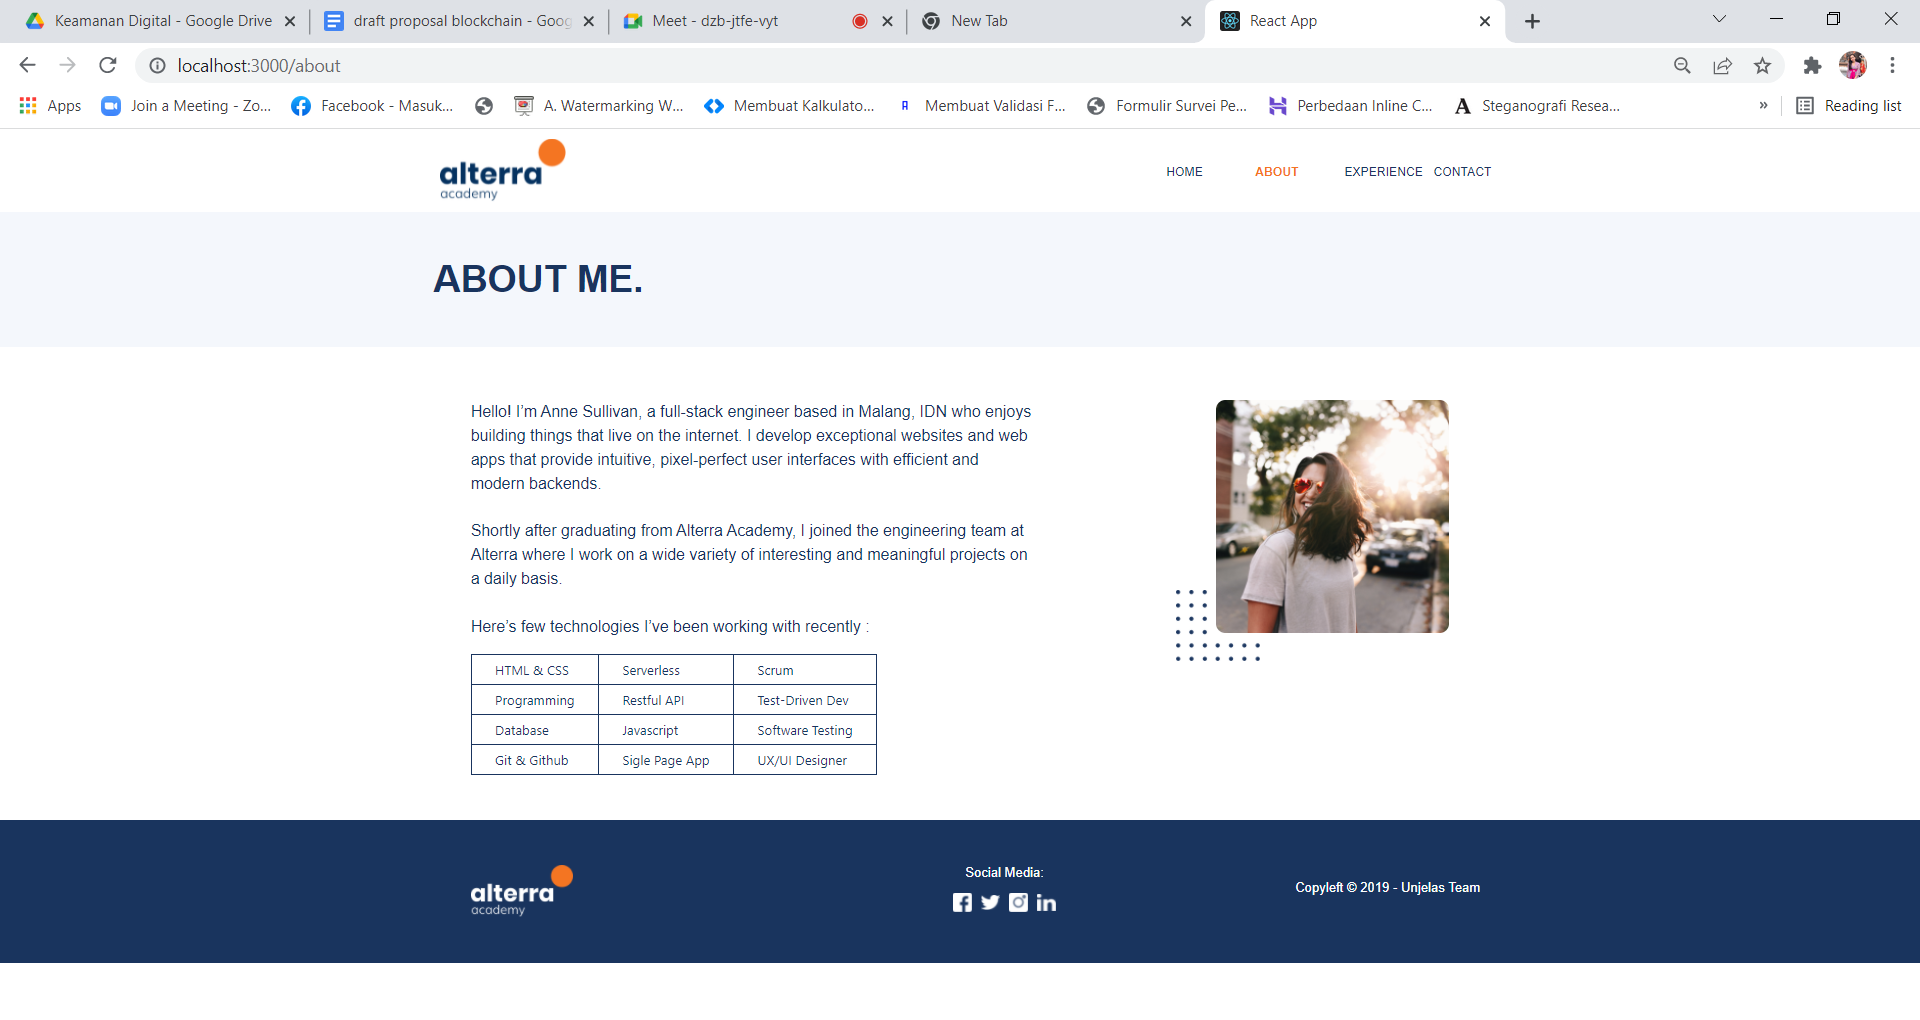 Keamanan Digital - Google Drive
draft proposal blockchain - Goog
Meet - dzb-jtfe-vyt
New Tab
React App
localhost:3000/about
Apps
Join a Meeting - Zo...
Facebook - Masuk...
A. Watermarking W...
Membuat Kalkulato...
Membuat Validasi F...
Formulir Survei Pe...
Perbedaan Inline C...
Steganografi Resea...
»
Reading list
alterra
academy
HOME
ABOUT
EXPERIENCE
CONTACT
ABOUT ME.
Hello! I’m Anne Sullivan, a full-stack engineer based in Malang, IDN who enjoys
building things that live on the internet. I develop exceptional websites and web
apps that provide intuitive, pixel-perfect user interfaces with efficient and
modern backends.
Shortly after graduating from Alterra Academy, I joined the engineering team at
Alterra where I work on a wide variety of interesting and meaningful projects on
a daily basis.
Here’s few technologies I’ve been working with recently :
HTML & CSS Serverless Scrum
Programming Restful API Test-Driven Dev
Database Javascript Software Testing
Git & Github Sigle Page App UX/UI Designer
alterra
academy
Social Media:
Copyleft © 2019 - Unjelas Team